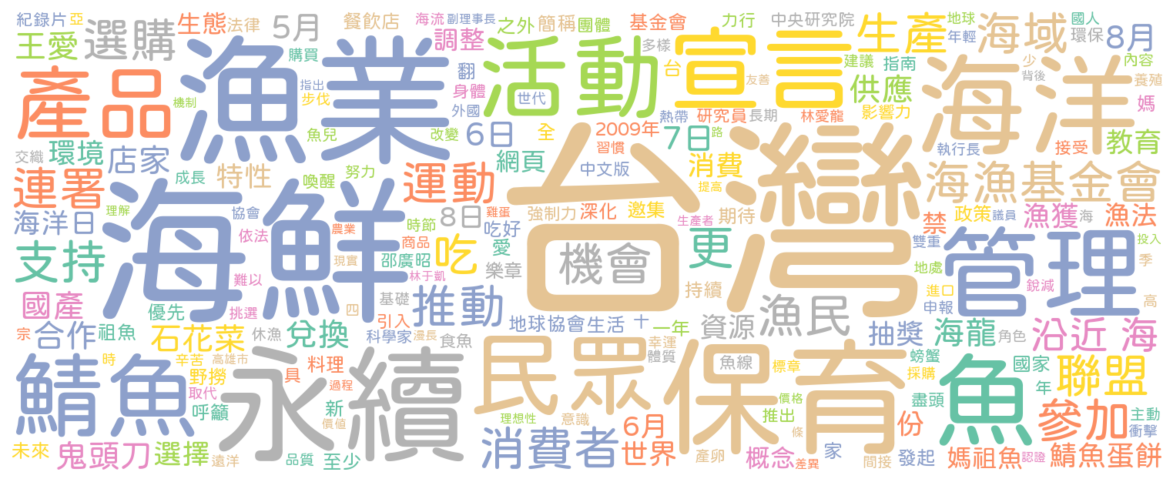 紀錄片
亞
生態
法律
5月
餐飲店
海流
副理事長
之外
簡稱
團體
基金會
力行
中央研究院
生產
海域
地球
年輕
國人
環保
8月
王愛
選購
漁業
購買
調整
活動
多樣
宣言
建議
指南
海洋
少
背後
內容
養殖
產品
機制
指出
步伐
翻
身體
世代
外國
台
友善
熱帶
研究員
長期
林愛龍
供應
影響力
媽
魚兒
改變
6日
全
2009年
習慣
7日
路
執行長
接受
教育
交織
環境
店家
成長
特性
喚醒
努力
運動
網頁
中文版
台灣
提高
消費
海漁基金會
連署
海洋日
理解
協會
依法
海鮮
農業
時節
8日
雞蛋
吃好
強制力
深化
邀集
生產者
期待
禁
政策
議員
漁獲
海
漁法
支持
難以
現實
商品
邵廣昭
林于凱
吃
愛
樂章
機會
更
持續
雙重
地處
管理
投入
季
銳減
國產
優先
挑選
四
基礎
引入
推動
進口
申報
高
宗
合作
祖魚
石花菜
休漁
兌換
科學家
漫長
食魚
地球協會生活
十
一年
幸運
體質
資源
漁民
抽獎
海龍
角色
沿近
海
鯖魚
時
辛苦
高雄市
野撈
取代
呼籲
永續
料理
具
過程
新
價值
民眾
理想性
意識
魚線
標章
保育
價格
推出
條
螃蟹
採購
盡頭
份
魚
國家
年
聯盟
參加
主動
衝擊
未來
鬼頭刀
選擇
遠洋
品質
至少
消費者
6月
世界
產卵
概念
差異
家
間接
發起
媽祖魚
認證
鯖魚蛋餅